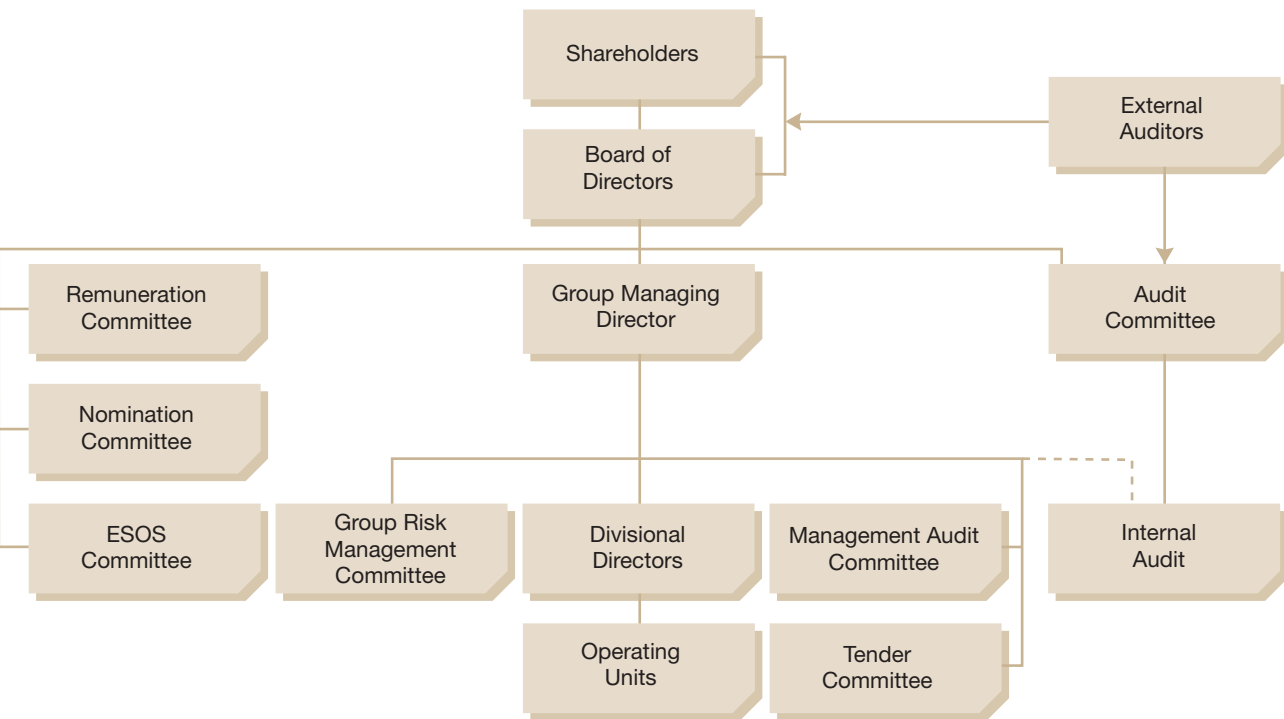 Shareholders
External
Auditors
Board of
Directors
Remuneration
Committee
Group Managing
Director
Audit
Committee
Nomination
Committee
ESOS
Committee
Group Risk
Management
Committee
Divisional
Directors
Management Audit
Committee
Internal
Audit
Operating
Units
Tender
Committee